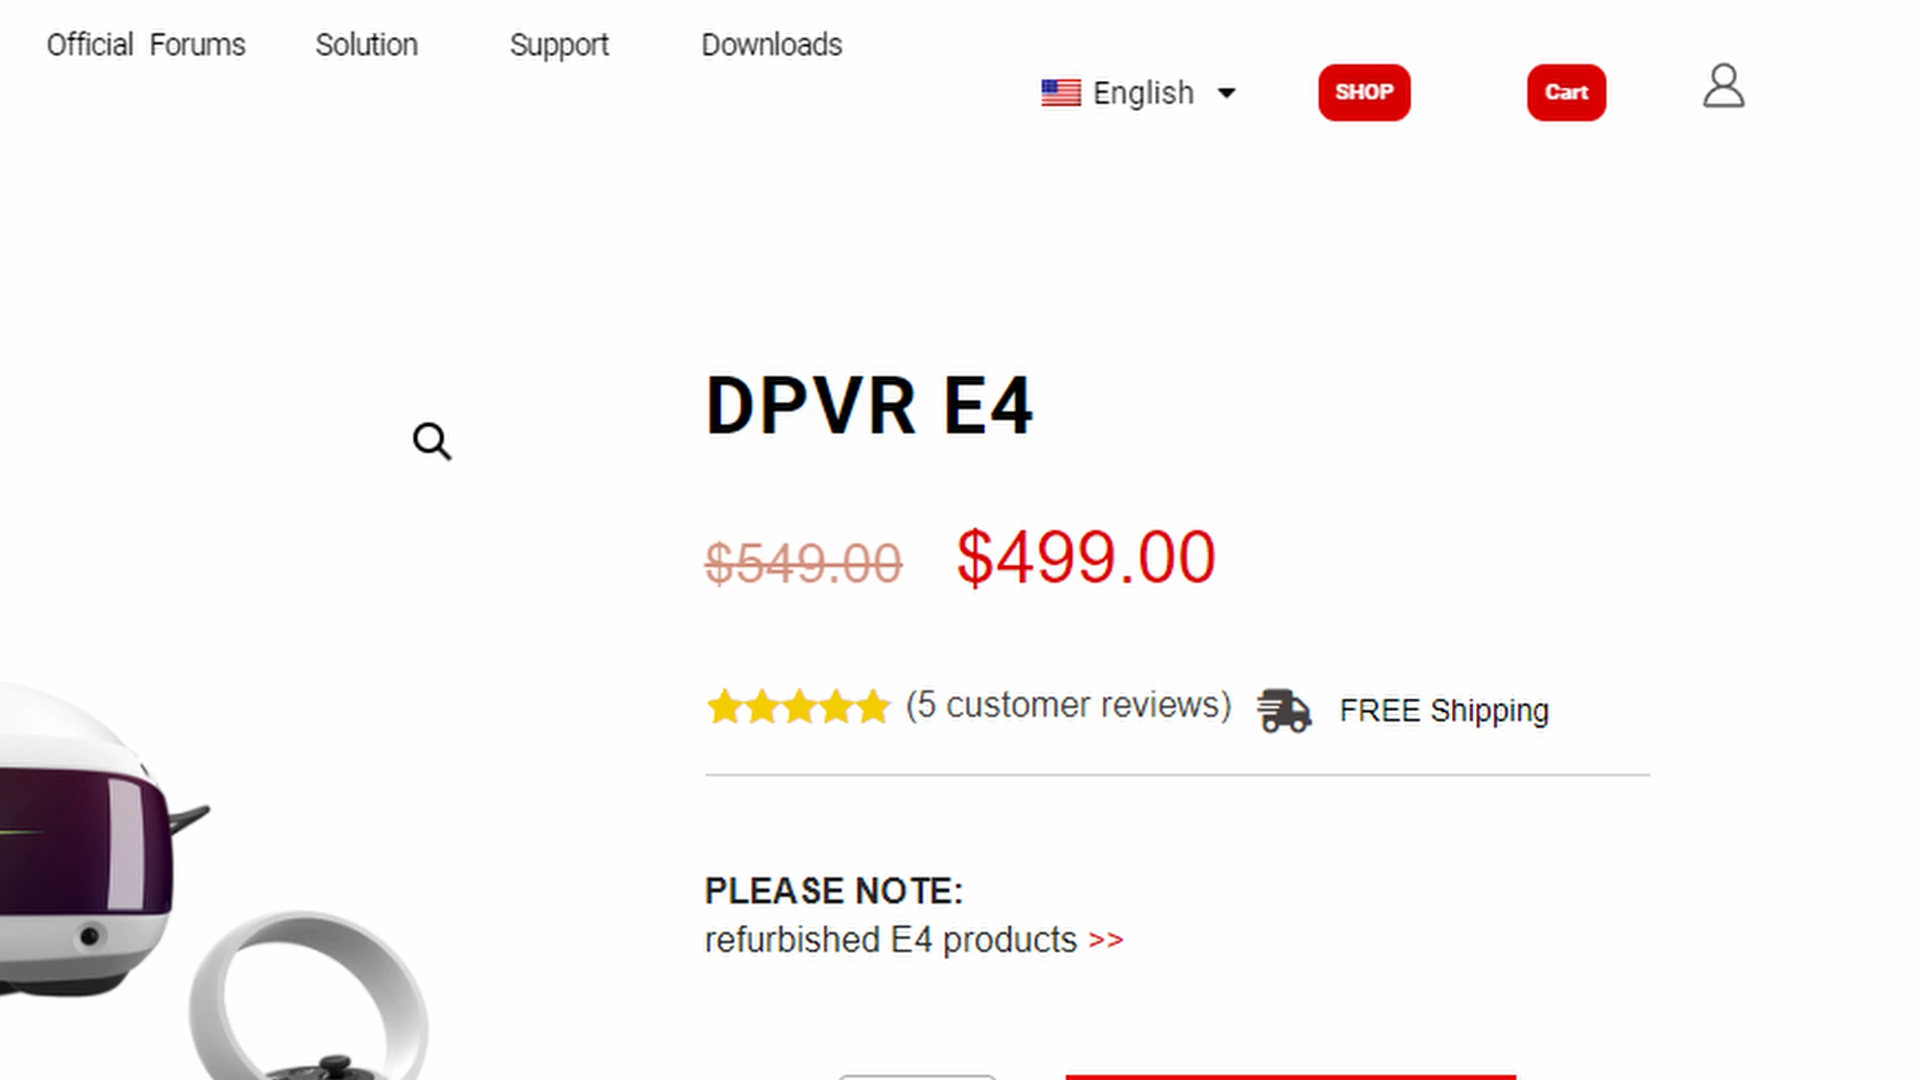 Official Forums Solution Support Downloads
English SHOP Cart
DPVR E4
$549.00 $499.00
(5 customer reviews) FREE Shipping
PLEASE NOTE:
refurbished E4 products >>